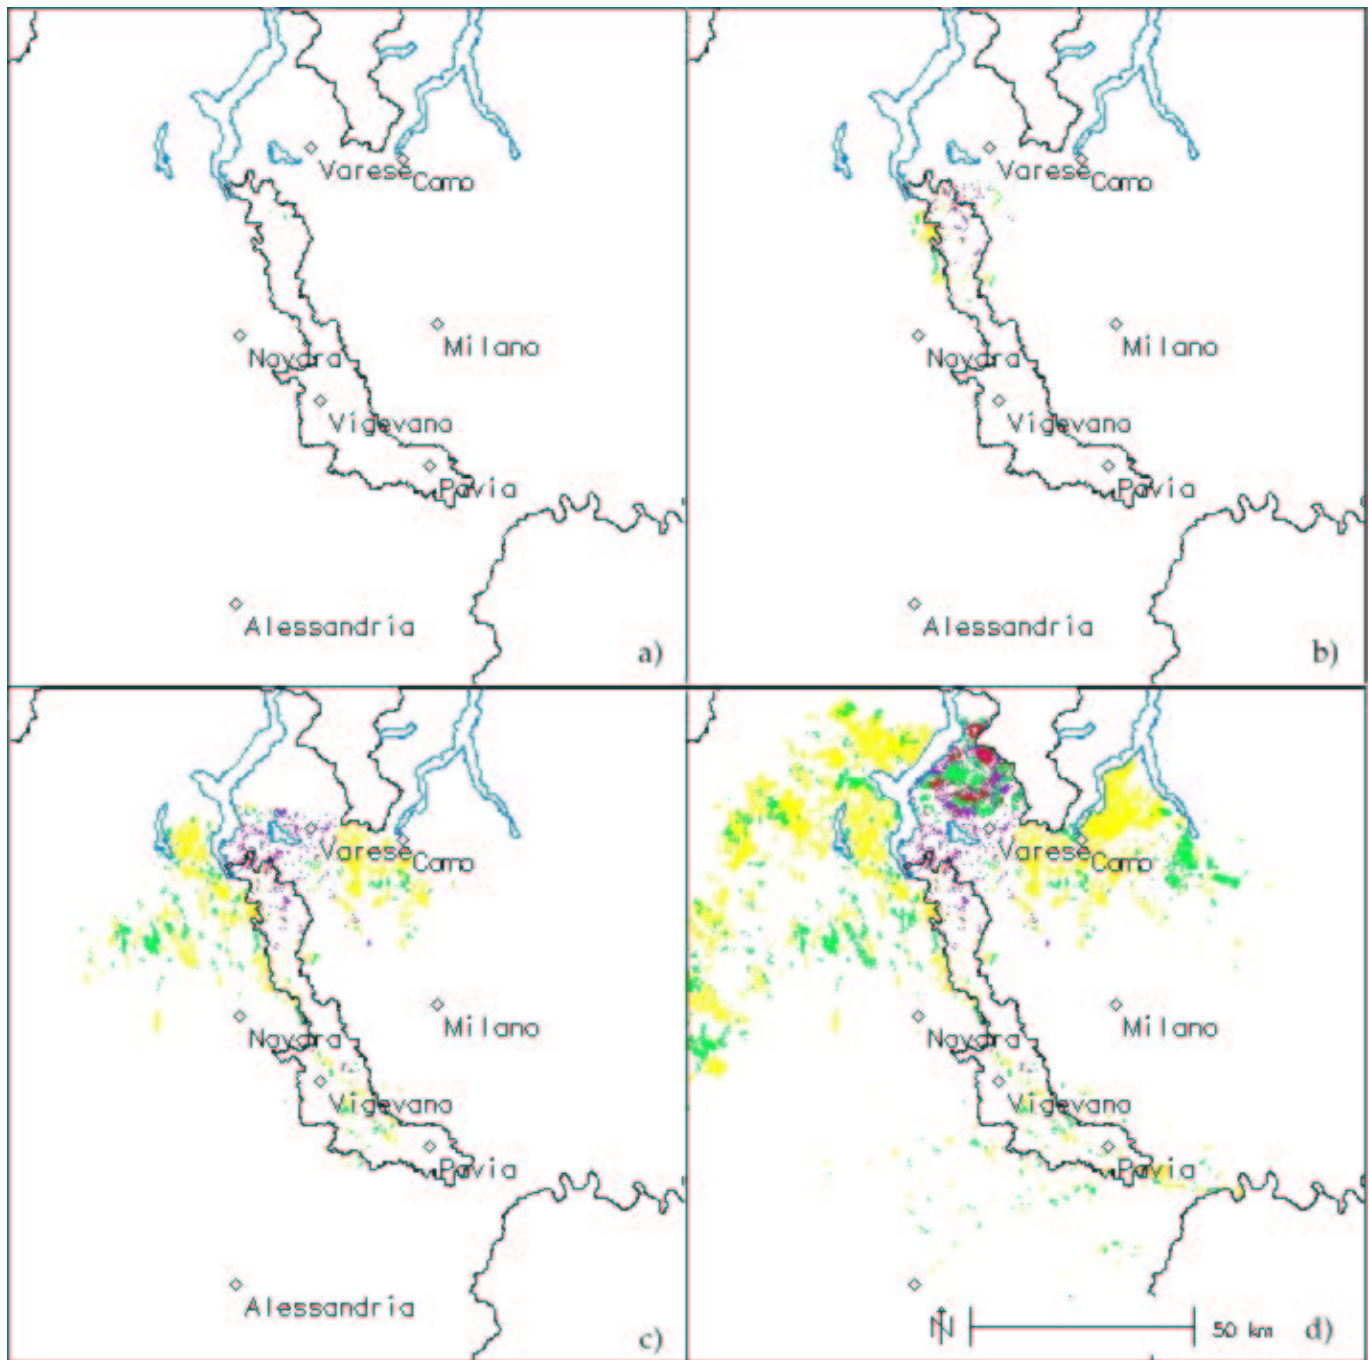 Varese
Como
Novara
Milano
Vigevano
Pavia
Alessandria
a)
Varese
Como
Novara
Milano
Vigevano
Pavia
Alessandria
b)
Varese
Como
Novara
Milano
Vigevano
Pavia
Alessandria
c)
Varese
Como
Novara
Milano
Vigevano
Pavia
N
50 km
d)